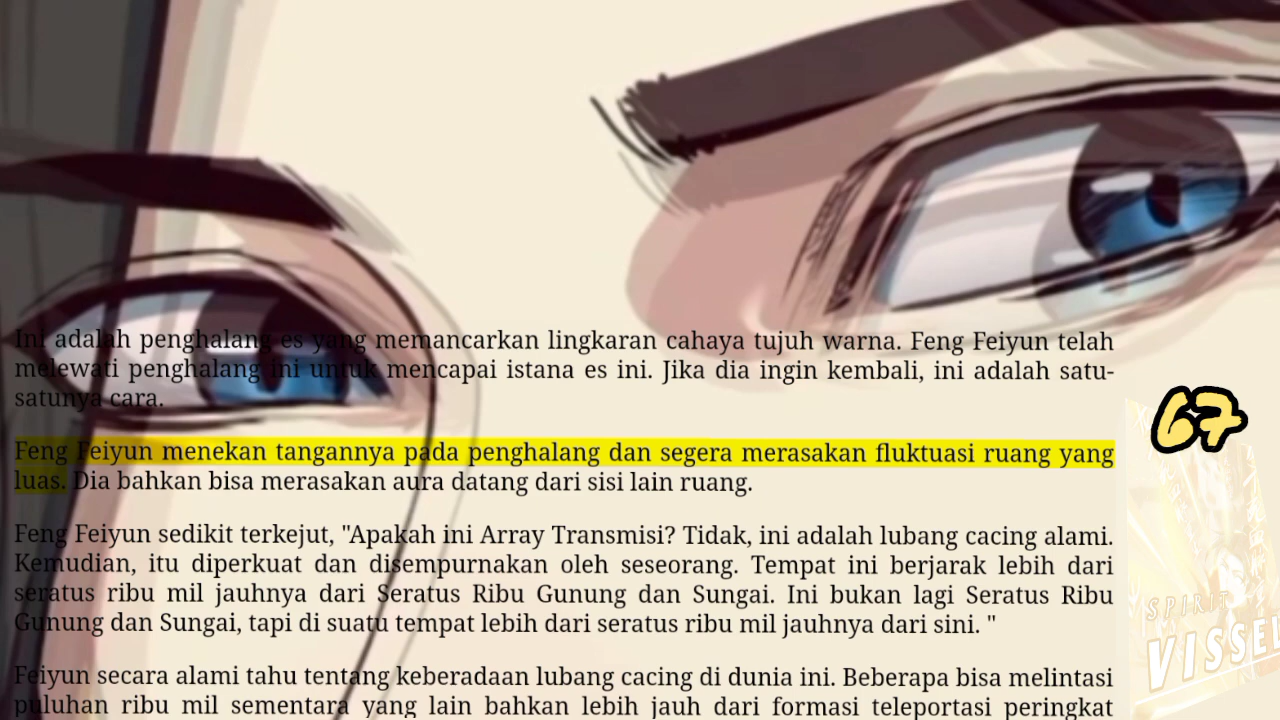 Ini adalah penghalang es yang memancarkan lingkaran cahaya tujuh warna. Feng Feiyun telah
melewati penghalang ini untuk mencapai istana es ini. Jika dia ingin kembali, ini adalah satu-
satunya cara.
Feng Feiyun menekan tangannya pada penghalang dan segera merasakan fluktuasi ruang yang
luas. Dia bahkan bisa merasakan aura datang dari sisi lain ruang.
Feng Feiyun sedikit terkejut, "Apakah ini Array Transmisi? Tidak, ini adalah lubang cacing alami.
Kemudian, itu diperkuat dan disempurnakan oleh seseorang. Tempat ini berjarak lebih dari
seratus ribu mil jauhnya dari Seratus Ribu Gunung dan Sungai. Ini bukan lagi Seratus Ribu
Gunung dan Sungai, tapi di suatu tempat lebih dari seratus ribu mil jauhnya dari sini. "
Feiyun secara alami tahu tentang keberadaan lubang cacing di dunia ini. Beberapa bisa melintasi
puluhan ribu mil sementara yang lain bahkan lebih jauh dari formasi teleportasi peringkat
67
SPIRIT
VISSEL